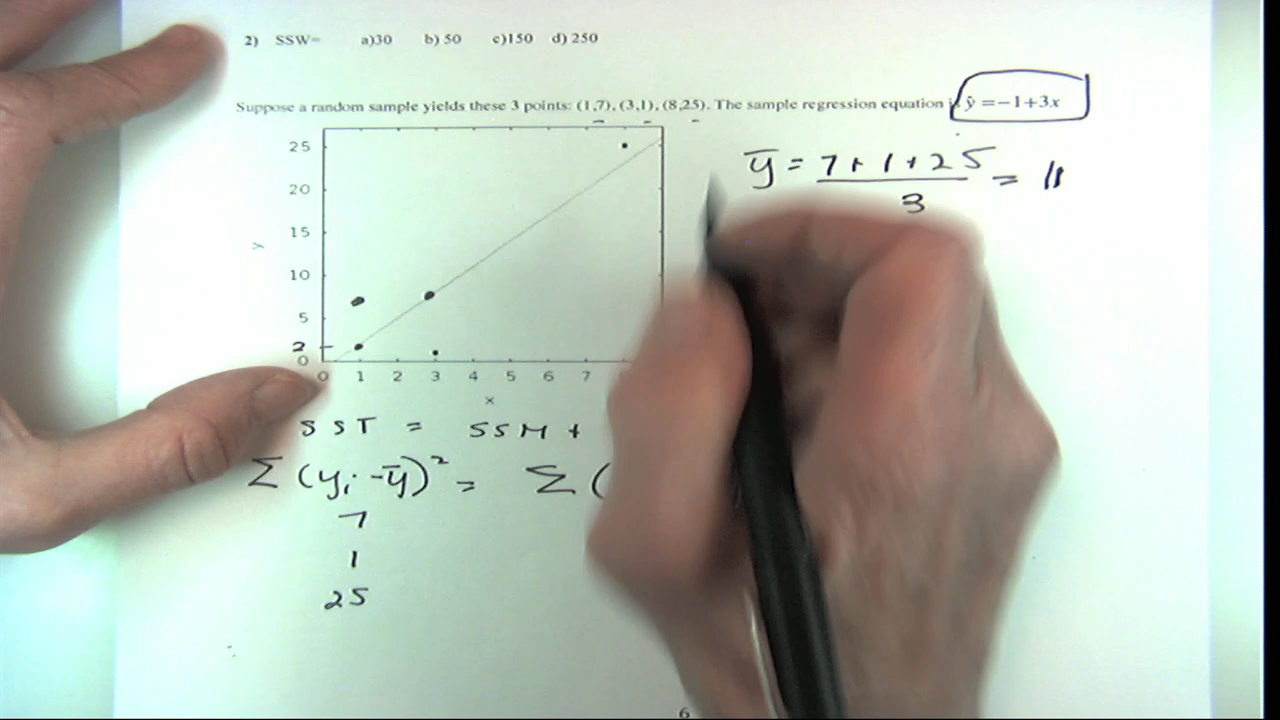 2) SSW= a)30 b) 50 c)150 d) 250
Suppose a random sample yields these 3 points: (1,7), (3,1), (8,25). The sample regression equation ŷ =−1+3x
ȳ = 7+1+25 = 11
3
25
20
15
10
5
2
0
y
0 1 2 3 4 5 6 7
x
SST = SSM +
Σ(yᵢ -ȳ)² = Σ(
7
1
25
6